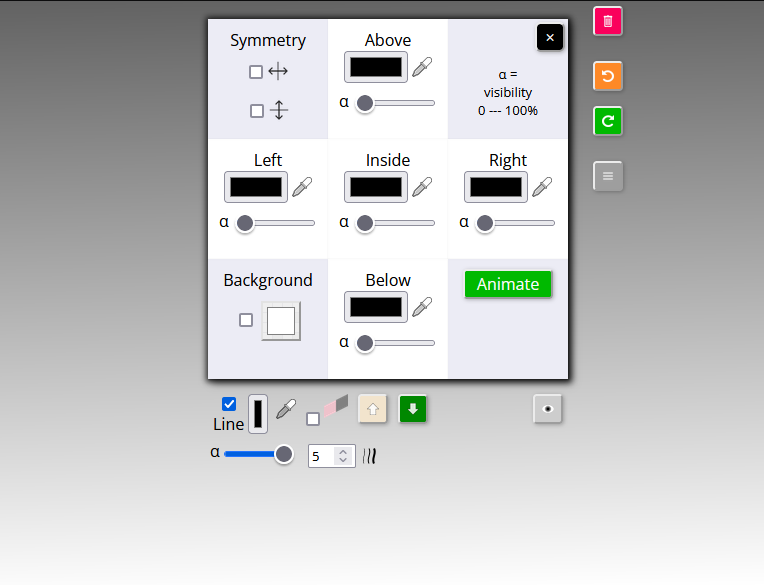 Symmetry
Above
α
α =
visibility
0 --- 100%
Left
α
Inside
α
Right
α
Background
Below
α
Animate
Line
α
5